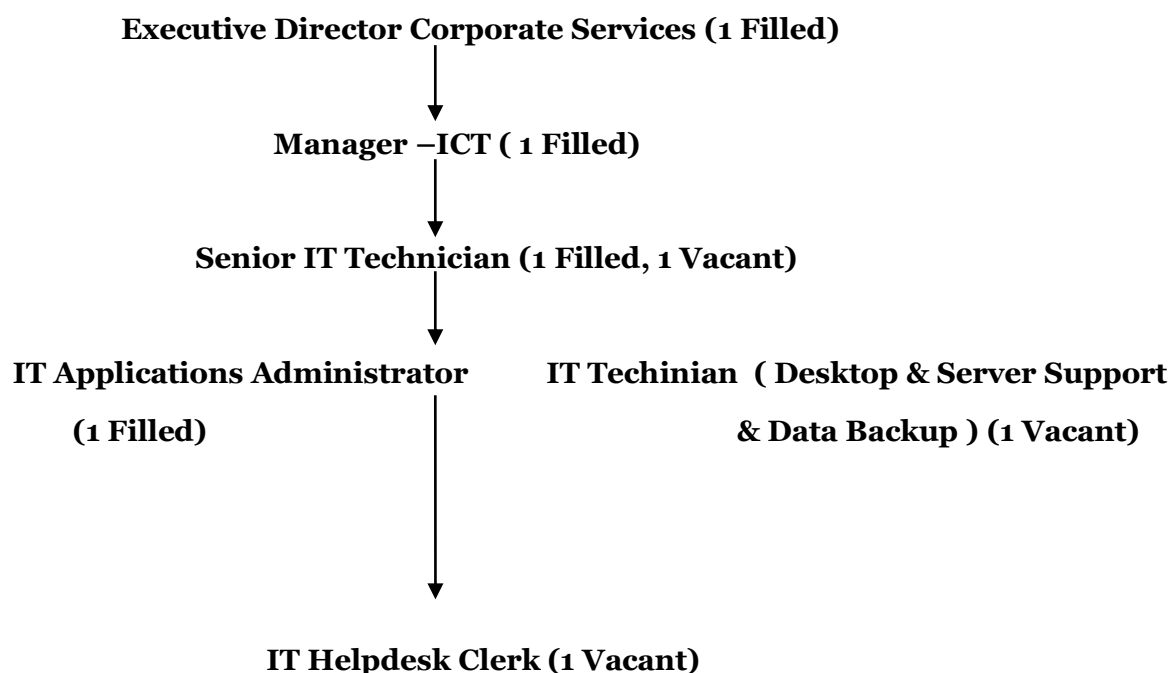 Executive Director Corporate Services (1 Filled)
Manager –ICT ( 1 Filled)
Senior IT Technician (1 Filled, 1 Vacant)
IT Applications Administrator
(1 Filled)
IT Techinian ( Desktop & Server Support
& Data Backup ) (1 Vacant)
IT Helpdesk Clerk (1 Vacant)